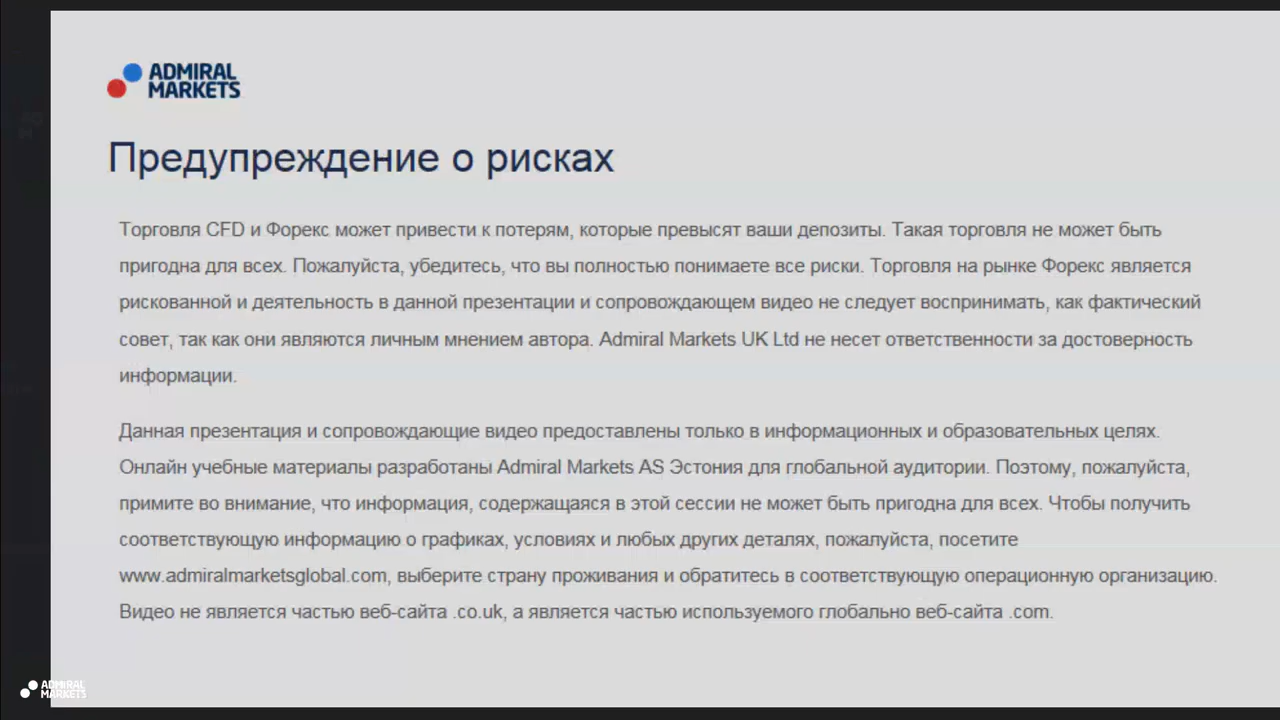 ADMIRAL
MARKETS
Предупреждение о рисках
Торговля CFD и Форекс может привести к потерям, которые превысят ваши депозиты. Такая торговля не может быть
пригодна для всех. Пожалуйста, убедитесь, что вы полностью понимаете все риски. Торговля на рынке Форекс является
рискованной и деятельность в данной презентации и сопровождающем видео не следует воспринимать, как фактический
совет, так как они являются личным мнением автора. Admiral Markets UK Ltd не несет ответственности за достоверность
информации.
Данная презентация и сопровождающие видео предоставлены только в информационных и образовательных целях.
Онлайн учебные материалы разработаны Admiral Markets AS Эстония для глобальной аудитории. Поэтому, пожалуйста,
примите во внимание, что информация, содержащаяся в этой сессии не может быть пригодна для всех. Чтобы получить
соответствующую информацию о графиках, условиях и любых других деталях, пожалуйста, посетите
www.admiralmarketsglobal.com, выберите страну проживания и обратитесь в соответствующую операционную организацию.
Видео не является частью веб-сайта .co.uk, а является частью используемого глобально веб-сайта .com.
ADMIRAL
MARKETS